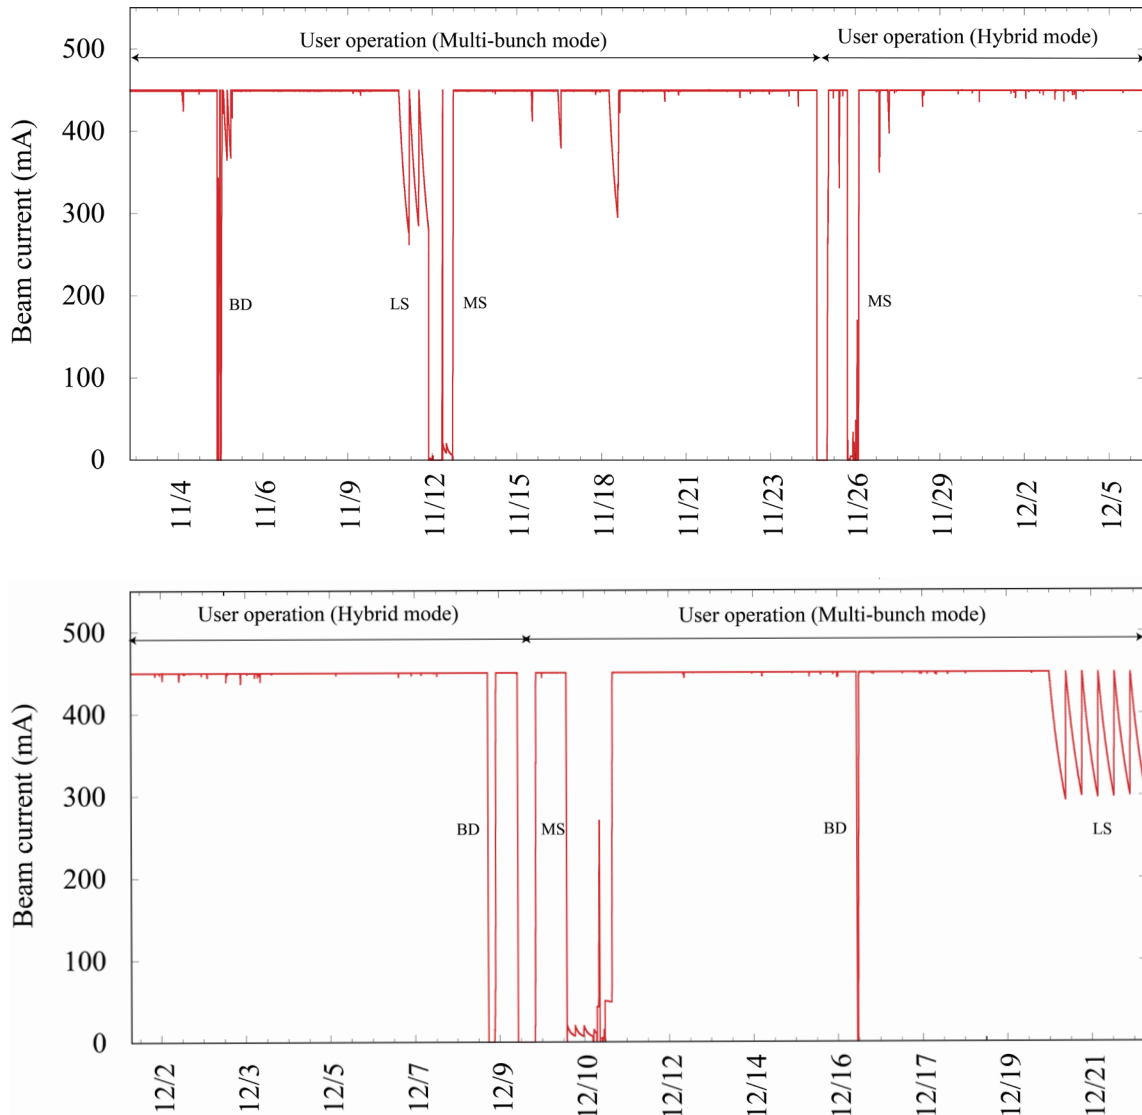 User operation (Multi-bunch mode)
User operation (Hybrid mode)
Beam current (mA)
500
400
300
200
100
0
BD
LS
MS
MS
11/4
11/6
11/9
11/12
11/15
11/18
11/21
11/23
11/26
11/29
12/2
12/5
User operation (Hybrid mode)
User operation (Multi-bunch mode)
Beam current (mA)
500
400
300
200
100
0
BD
MS
BD
LS
12/2
12/3
12/5
12/7
12/9
12/10
12/12
12/14
12/16
12/17
12/19
12/21